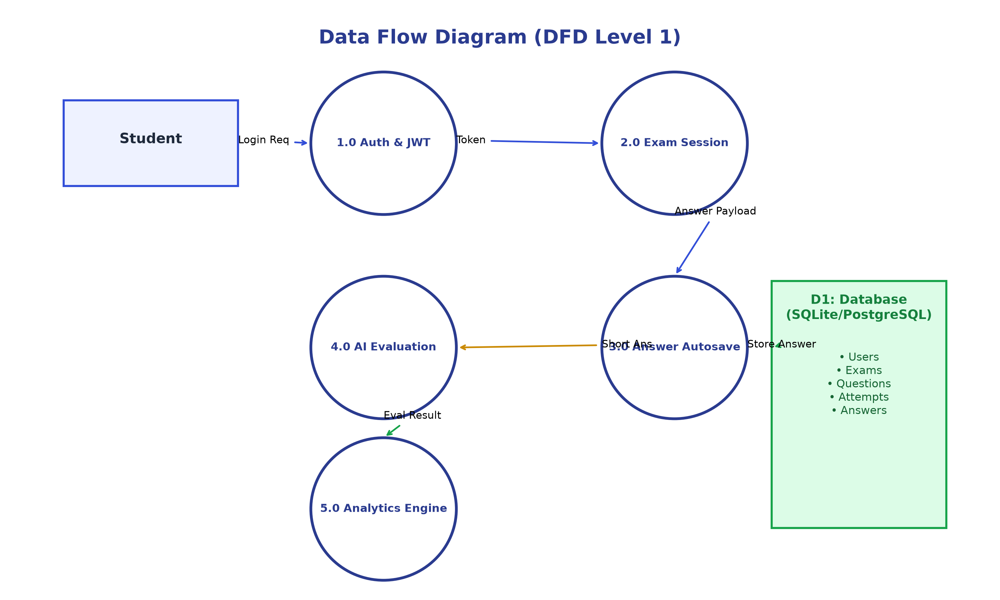 Data Flow Diagram (DFD Level 1)
Student
Login Req
1.0 Auth & JWT
Token
2.0 Exam Session
Answer Payload
4.0 AI Evaluation
Short Ans
3.0 Answer Autosave
Store Answer
D1: Database
(SQLite/PostgreSQL)
• Users
• Exams
• Questions
• Attempts
• Answers
Eval Result
5.0 Analytics Engine